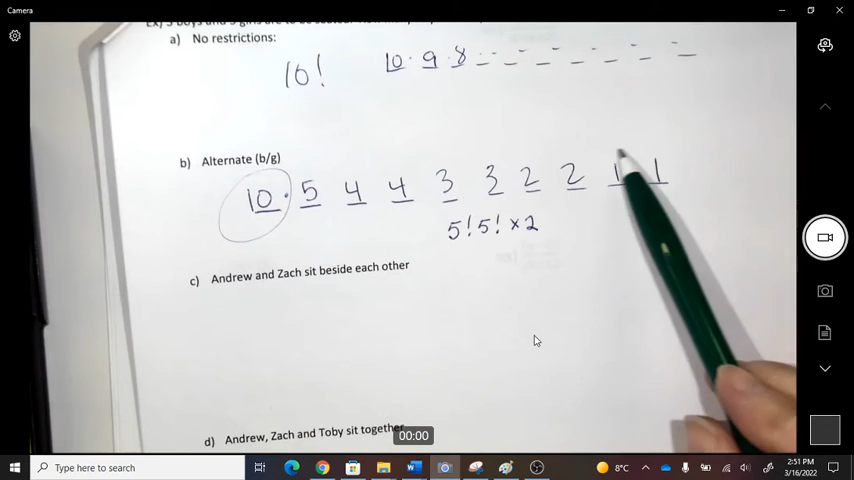 Camera
a) No restrictions:
10! 10 · 9 · 8
b) Alternate (b/g)
10 · 5 4 4 3 3 2 2 1 1
5! 5! × 2
c) Andrew and Zach sit beside each other
d) Andrew, Zach and Toby sit together
00:00
Type here to search
8°C
2:51 PM
3/16/2022